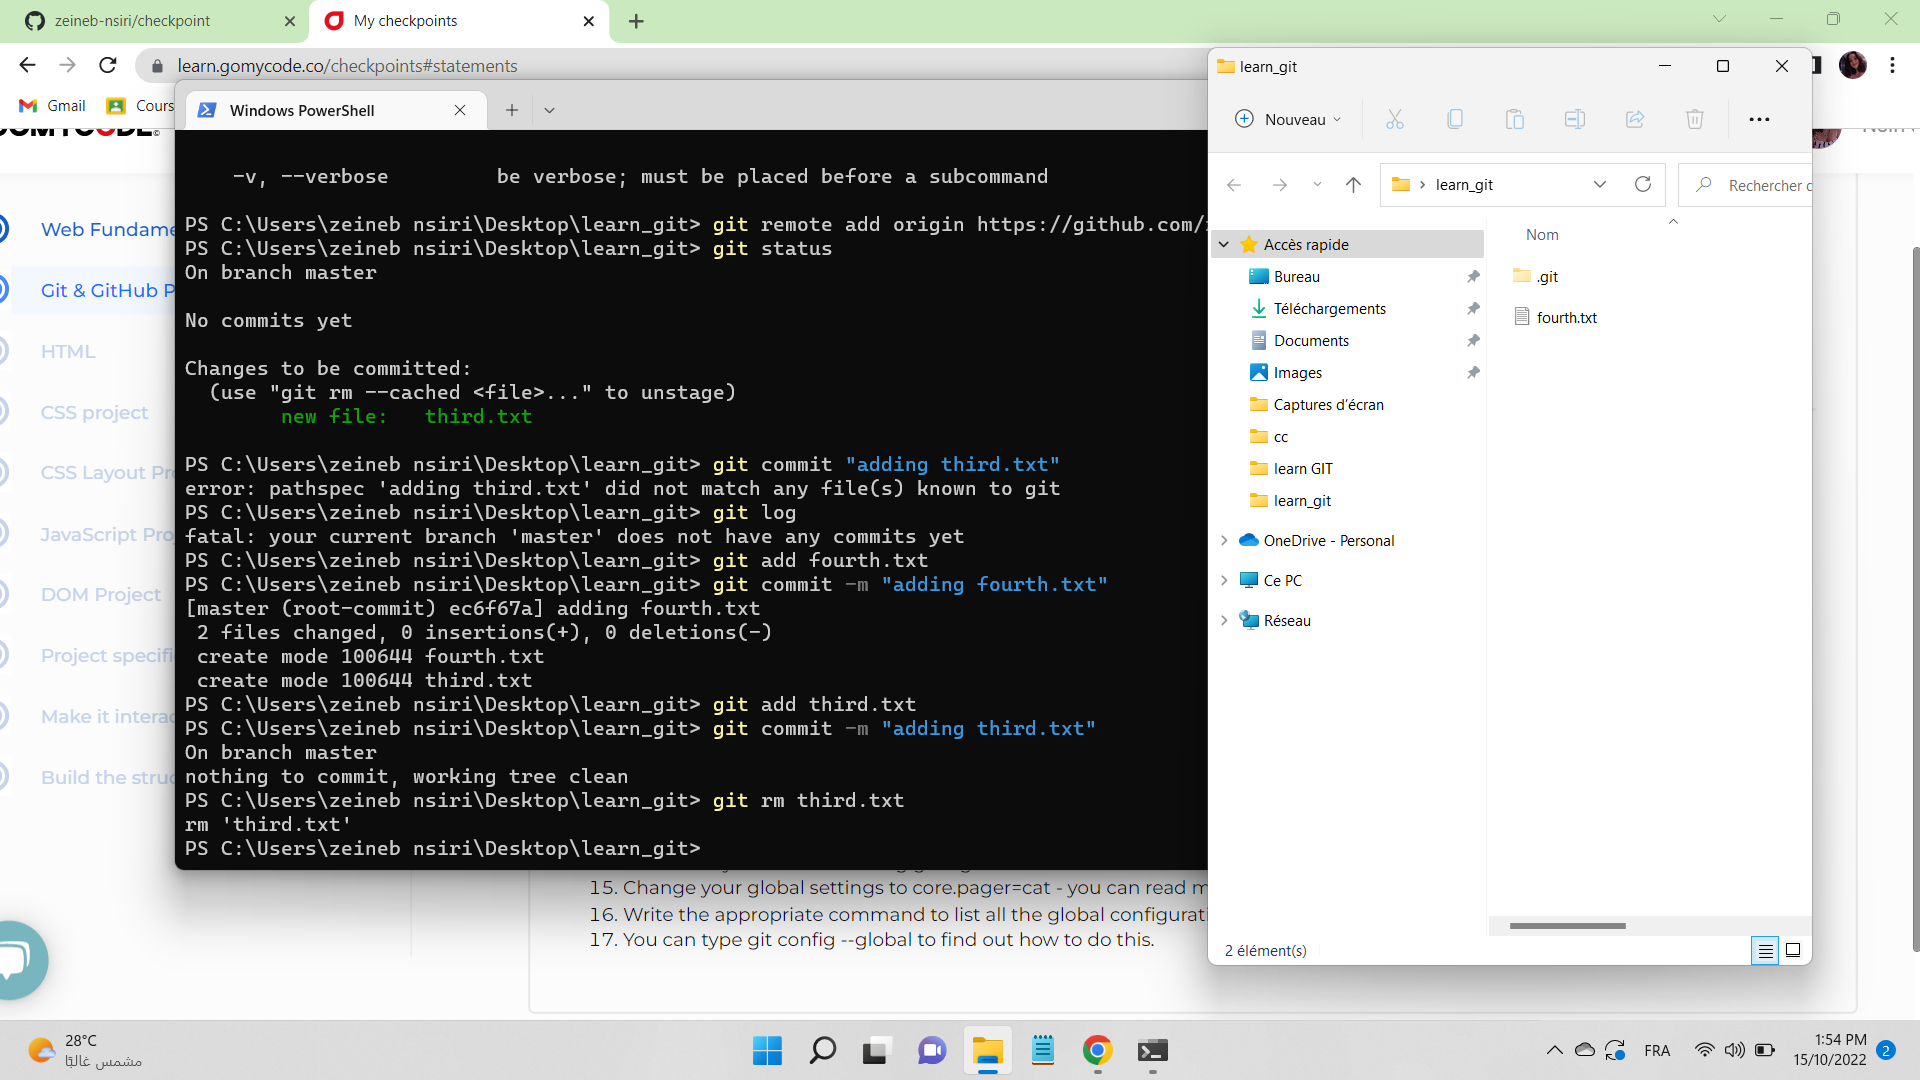 zeineb-nsiri/checkpoint
My checkpoints
learn.gomycode.co/checkpoints#statements
Gmail
Cours
Windows PowerShell
-v, --verbose be verbose; must be placed before a subcommand
PS C:\Users\zeineb nsiri\Desktop\learn_git> git remote add origin https://github.com/
PS C:\Users\zeineb nsiri\Desktop\learn_git> git status
On branch master
No commits yet
Changes to be committed:
(use "git rm --cached <file>..." to unstage)
new file: third.txt
PS C:\Users\zeineb nsiri\Desktop\learn_git> git commit "adding third.txt"
error: pathspec 'adding third.txt' did not match any file(s) known to git
PS C:\Users\zeineb nsiri\Desktop\learn_git> git log
fatal: your current branch 'master' does not have any commits yet
PS C:\Users\zeineb nsiri\Desktop\learn_git> git add fourth.txt
PS C:\Users\zeineb nsiri\Desktop\learn_git> git commit -m "adding fourth.txt"
[master (root-commit) ec6f67a] adding fourth.txt
2 files changed, 0 insertions(+), 0 deletions(-)
create mode 100644 fourth.txt
create mode 100644 third.txt
PS C:\Users\zeineb nsiri\Desktop\learn_git> git add third.txt
PS C:\Users\zeineb nsiri\Desktop\learn_git> git commit -m "adding third.txt"
On branch master
nothing to commit, working tree clean
PS C:\Users\zeineb nsiri\Desktop\learn_git> git rm third.txt
rm 'third.txt'
PS C:\Users\zeineb nsiri\Desktop\learn_git>
Web Fundame
Git & GitHub P
HTML
CSS project
CSS Layout Pr
JavaScript Pro
DOM Project
Project specifi
Make it interac
Build the struc
15. Change your global settings to core.pager=cat - you can read m
16. Write the appropriate command to list all the global configurati
17. You can type git config --global to find out how to do this.
learn_git
Nouveau
learn_git
Rechercher d
Nom
Accès rapide
Bureau
Téléchargements
Documents
Images
Captures d'écran
cc
learn GIT
learn_git
OneDrive - Personal
Ce PC
Réseau
.git
fourth.txt
2 élément(s)
28°C
مشمس غالبًا
FRA
1:54 PM
15/10/2022
2